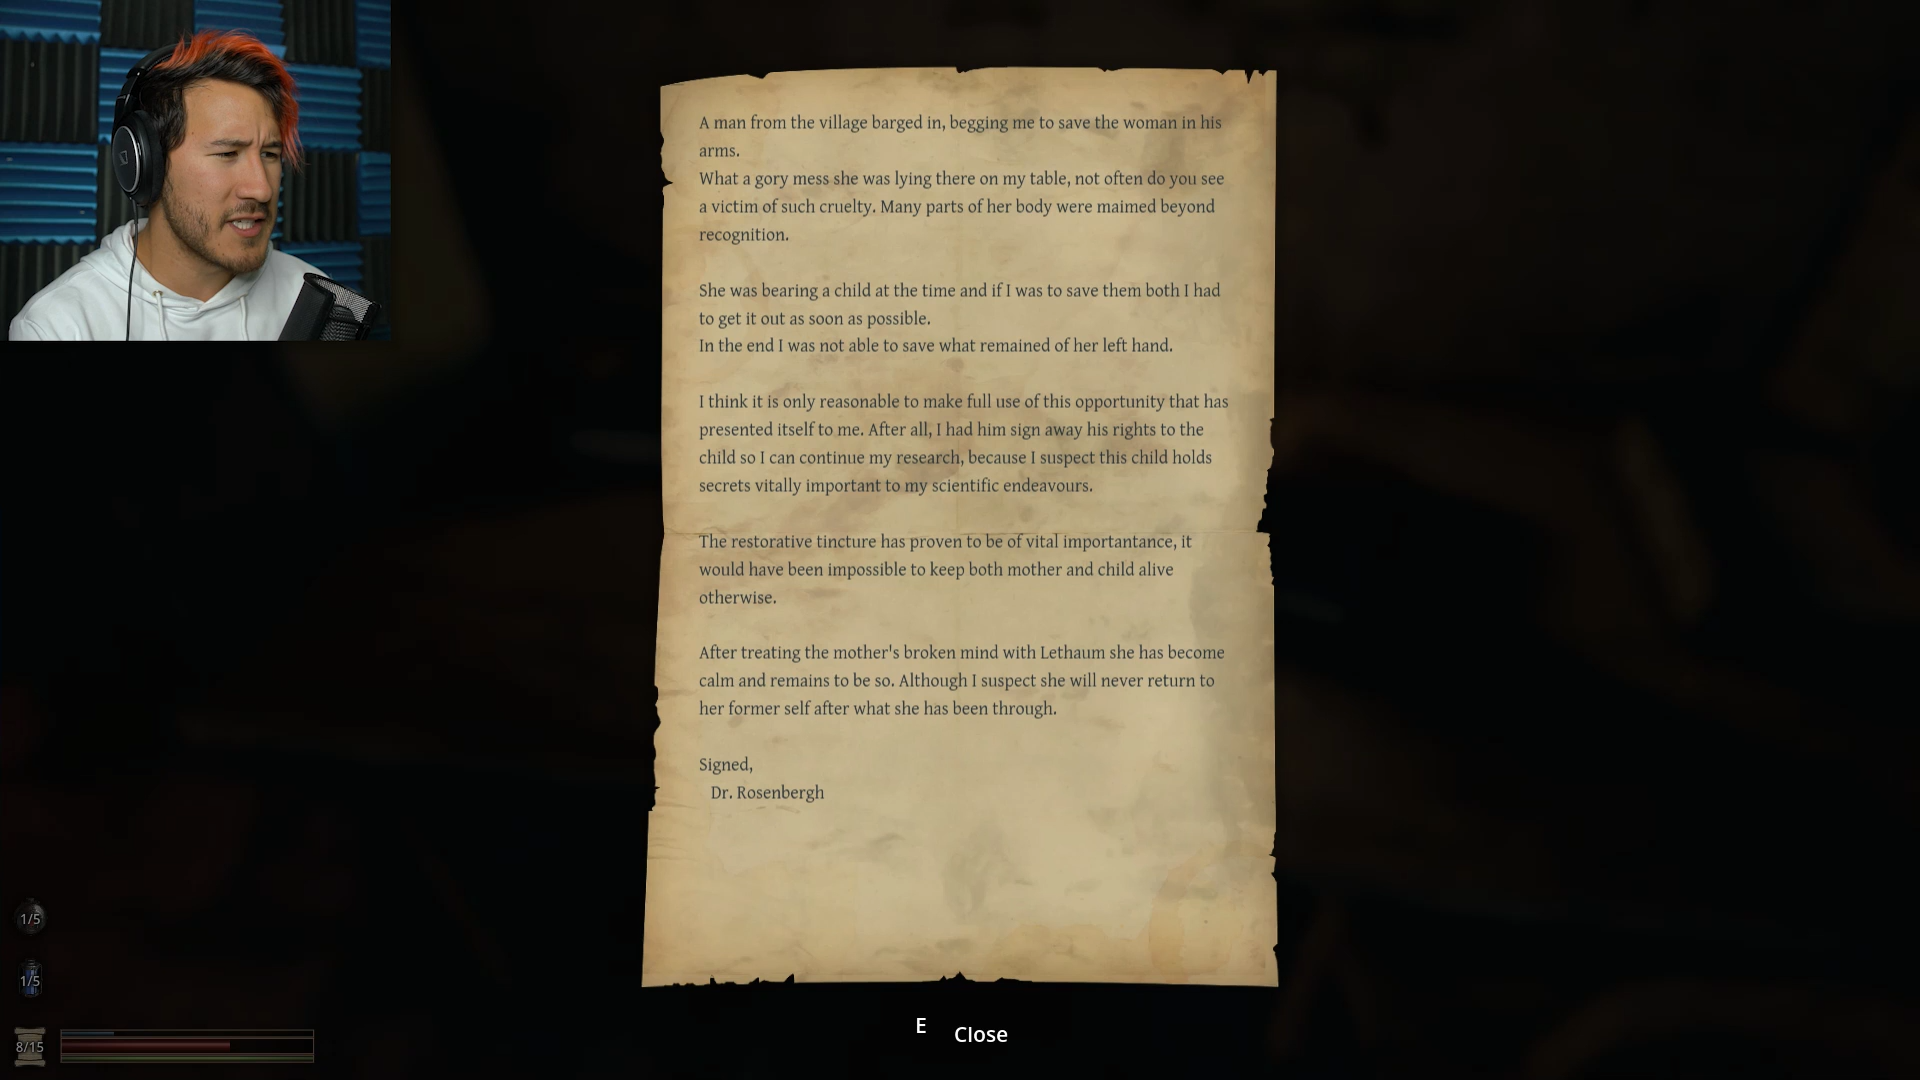 A man from the village barged in, begging me to save the woman in his
arms.
What a gory mess she was lying there on my table, not often do you see
a victim of such cruelty. Many parts of her body were maimed beyond
recognition.
She was bearing a child at the time and if I was to save them both I had
to get it out as soon as possible.
In the end I was not able to save what remained of her left hand.
I think it is only reasonable to make full use of this opportunity that has
presented itself to me. After all, I had him sign away his rights to the
child so I can continue my research, because I suspect this child holds
secrets vitally important to my scientific endeavours.
The restorative tincture has proven to be of vital importantance, it
would have been impossible to keep both mother and child alive
otherwise.
After treating the mother's broken mind with Lethaum she has become
calm and remains to be so. Although I suspect she will never return to
her former self after what she has been through.
Signed,
Dr. Rosenbergh
1/5
1/5
8/15
E Close